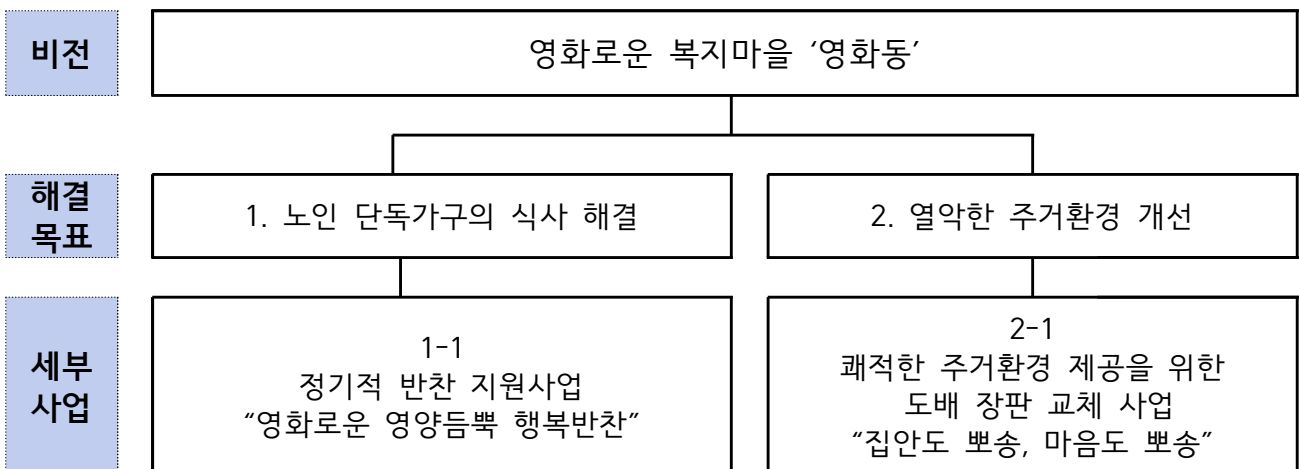 비전
영화로운 복지마을 ‘영화동’
해결
목표
1. 노인 단독가구의 식사 해결
2. 열악한 주거환경 개선
세부
사업
1-1
정기적 반찬 지원사업
“영화로운 영양듬뿍 행복반찬”
2-1
쾌적한 주거환경 제공을 위한
도배 장판 교체 사업
“집안도 뽀송, 마음도 뽀송”